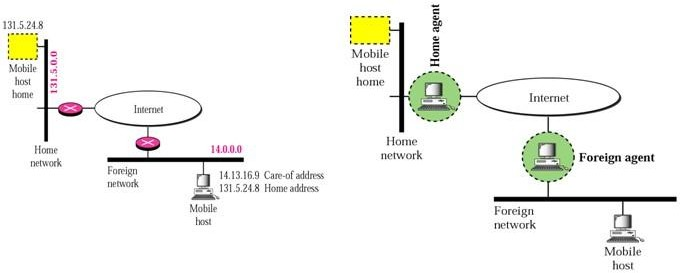 131.5.24.8
Mobile
host
home
131.5.0.0
Internet
Home
network
14.0.0.0
Foreign
network
14.13.16.9 Care-of address
131.5.24.8 Home address
Mobile
host
Home agent
Mobile
host
home
Internet
Home
network
Foreign agent
Foreign
network
Mobile
host